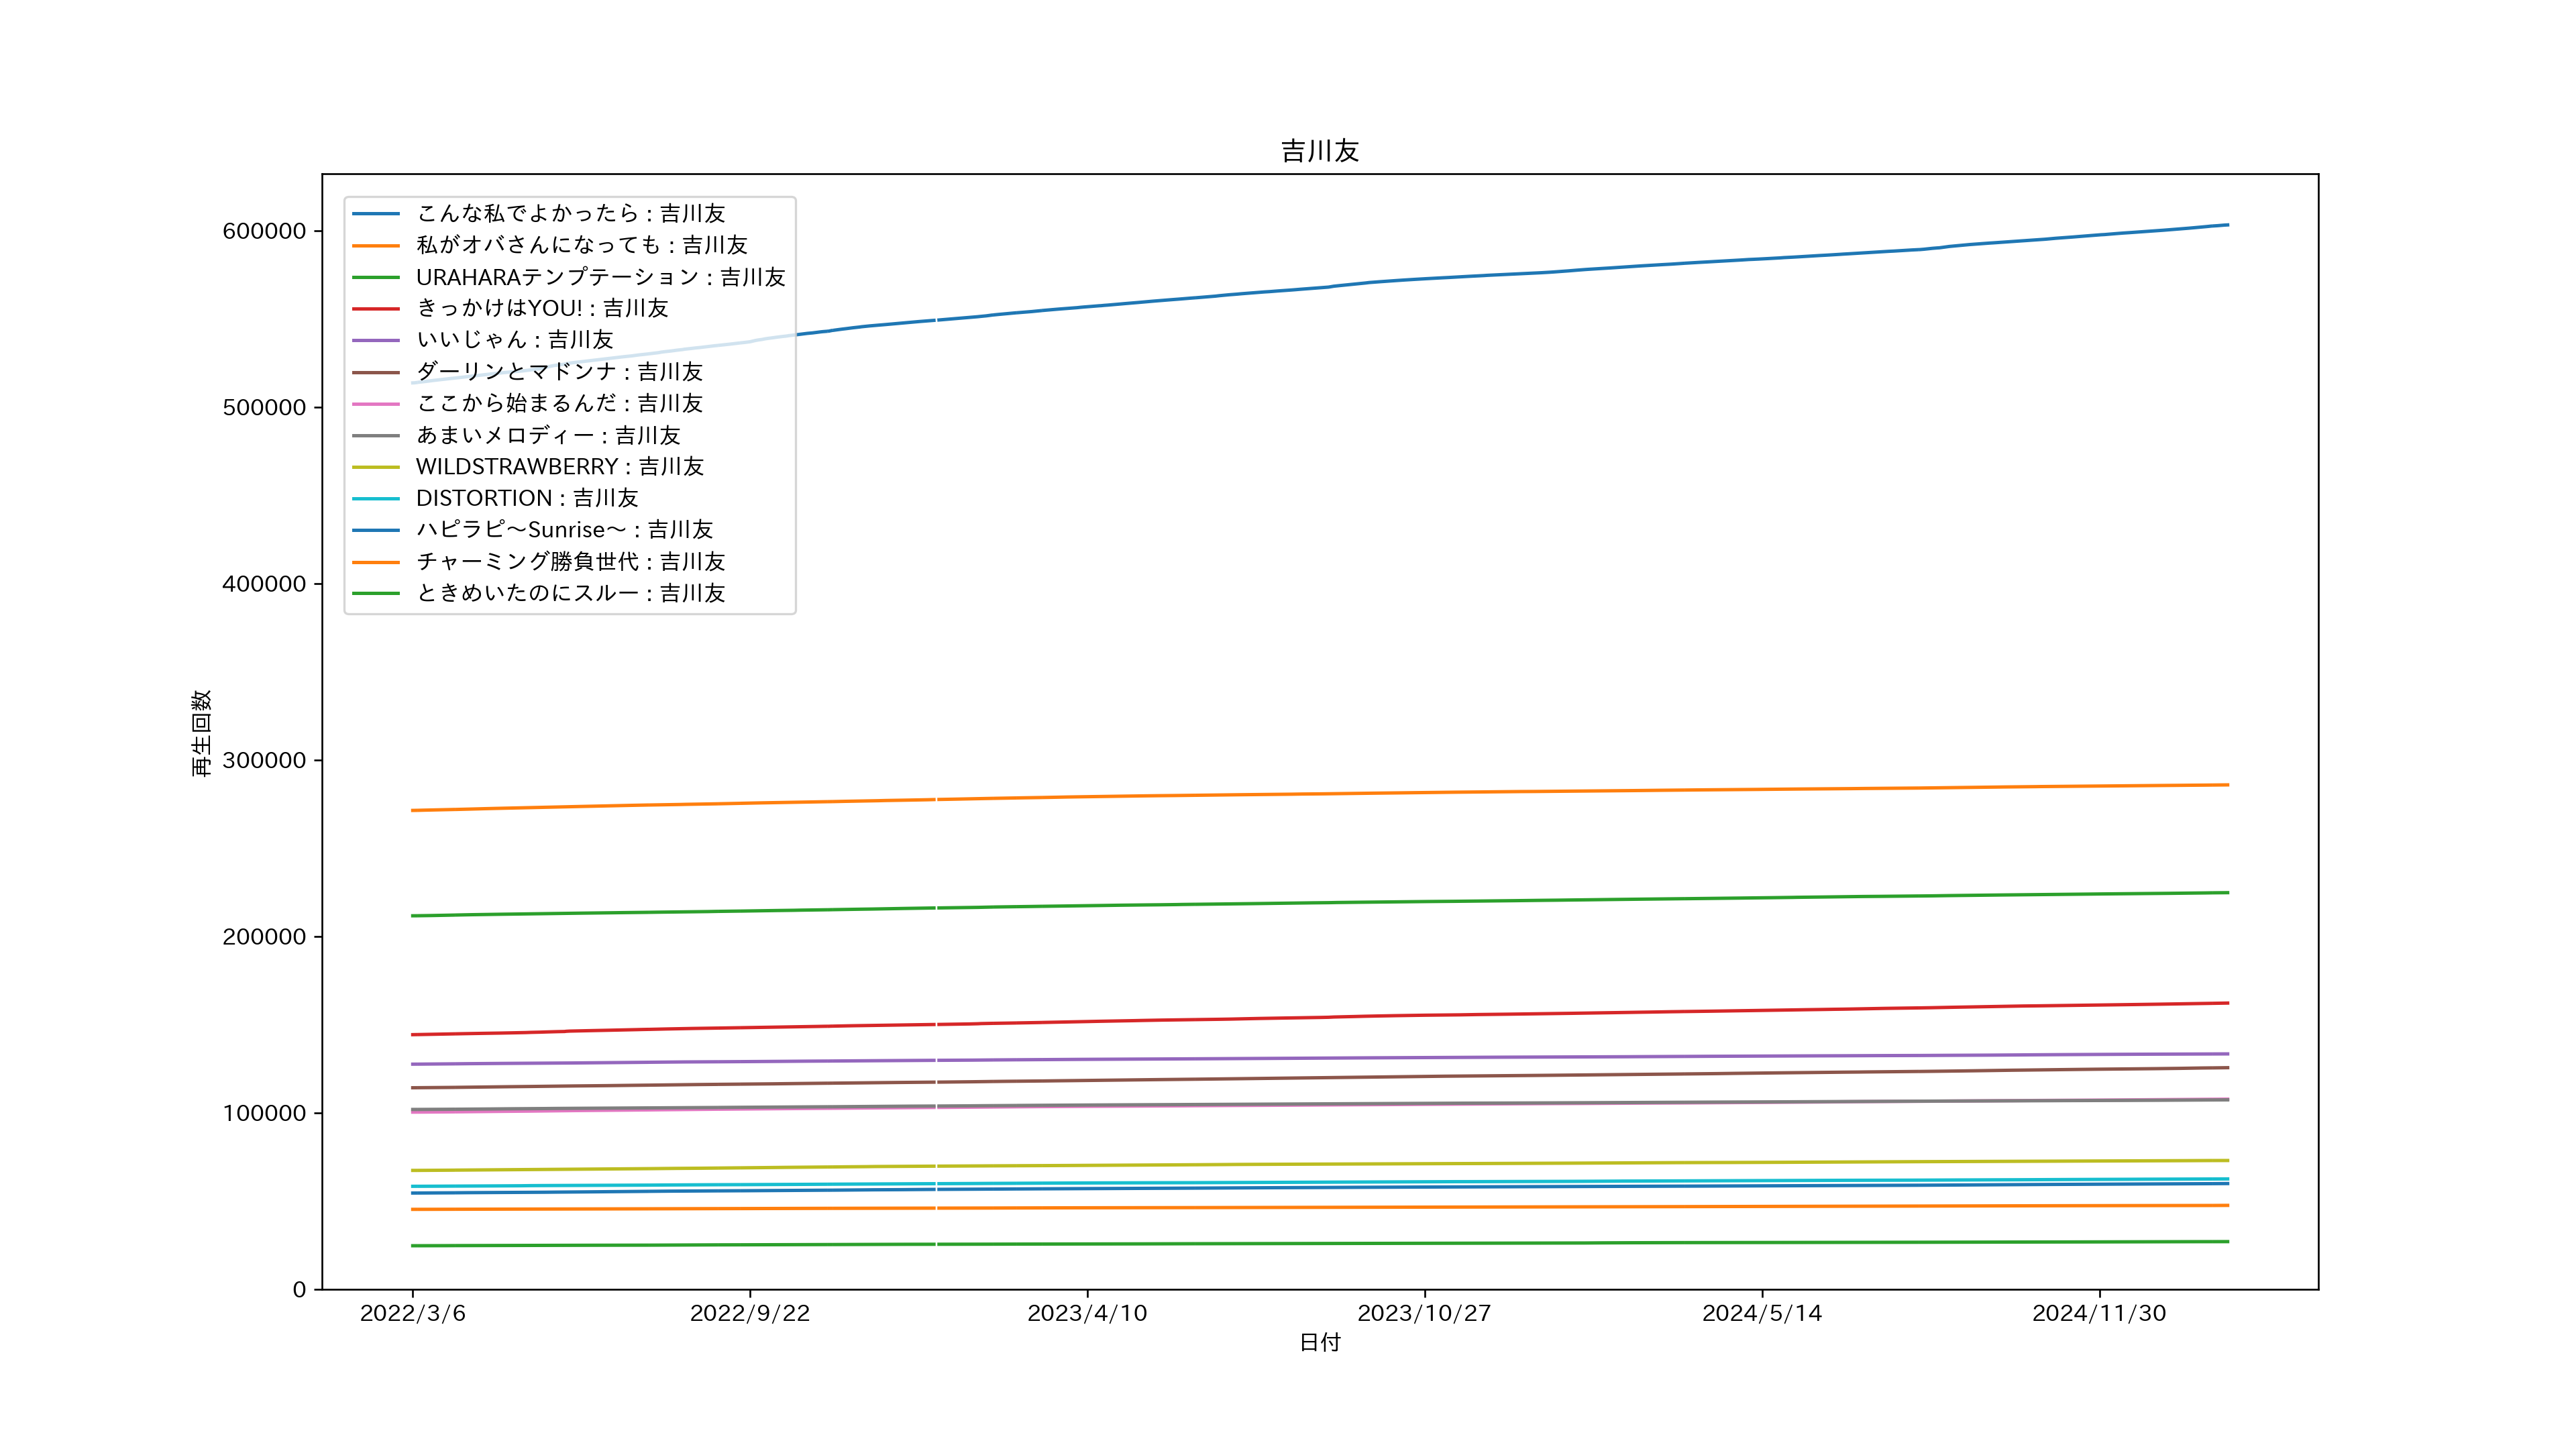 吉川友
こんな私でよかったら : 吉川友
私がオバさんになっても : 吉川友
URAHARAテンプテーション : 吉川友
きっかけはYOU! : 吉川友
いいじゃん : 吉川友
ダーリンとマドンナ : 吉川友
ここから始まるんだ : 吉川友
あまいメロディー : 吉川友
WILDSTRAWBERRY : 吉川友
DISTORTION : 吉川友
ハピラピ～Sunrise～ : 吉川友
チャーミング勝負世代 : 吉川友
ときめいたのにスルー : 吉川友
再生回数
600000
500000
400000
300000
200000
100000
0
2022/3/6
2022/9/22
2023/4/10
2023/10/27
2024/5/14
2024/11/30
日付